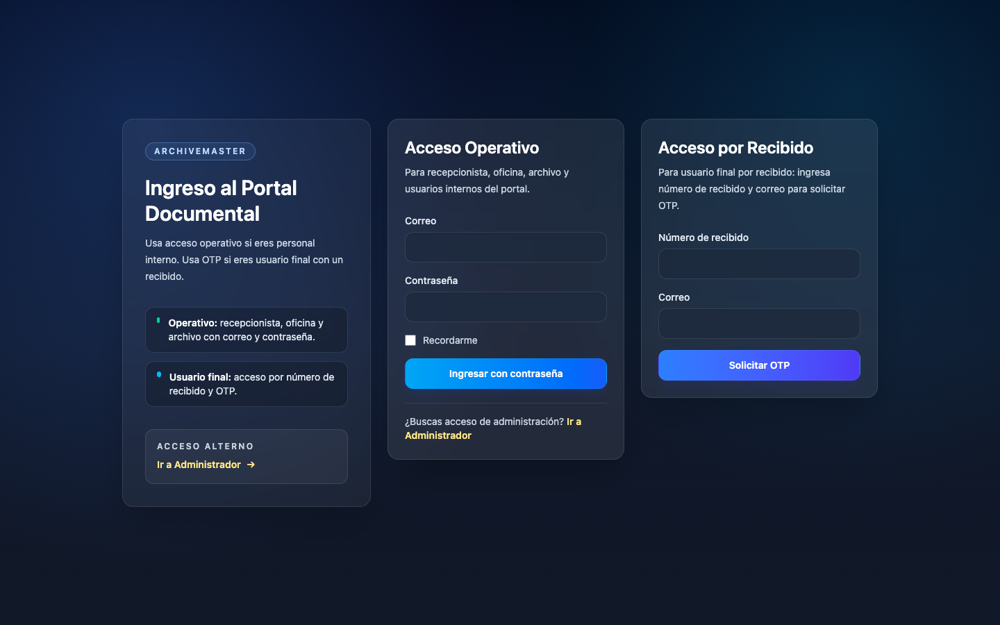 ARCHIVEMASTER
Ingreso al Portal
Documental
Usa acceso operativo si eres personal
interno. Usa OTP si eres usuario final con un
recibido.
Operativo: recepcionista, oficina y
archivo con correo y contraseña.
Usuario final: acceso por número de
recibido y OTP.
ACCESO ALTERNO
Ir a Administrador →
Acceso Operativo
Para recepcionista, oficina, archivo y
usuarios internos del portal.
Correo
Contraseña
Recordarme
Ingresar con contraseña
¿Buscas acceso de administración? Ir a
Administrador
Acceso por Recibido
Para usuario final por recibido: ingresa
número de recibido y correo para solicitar
OTP.
Número de recibido
Correo
Solicitar OTP